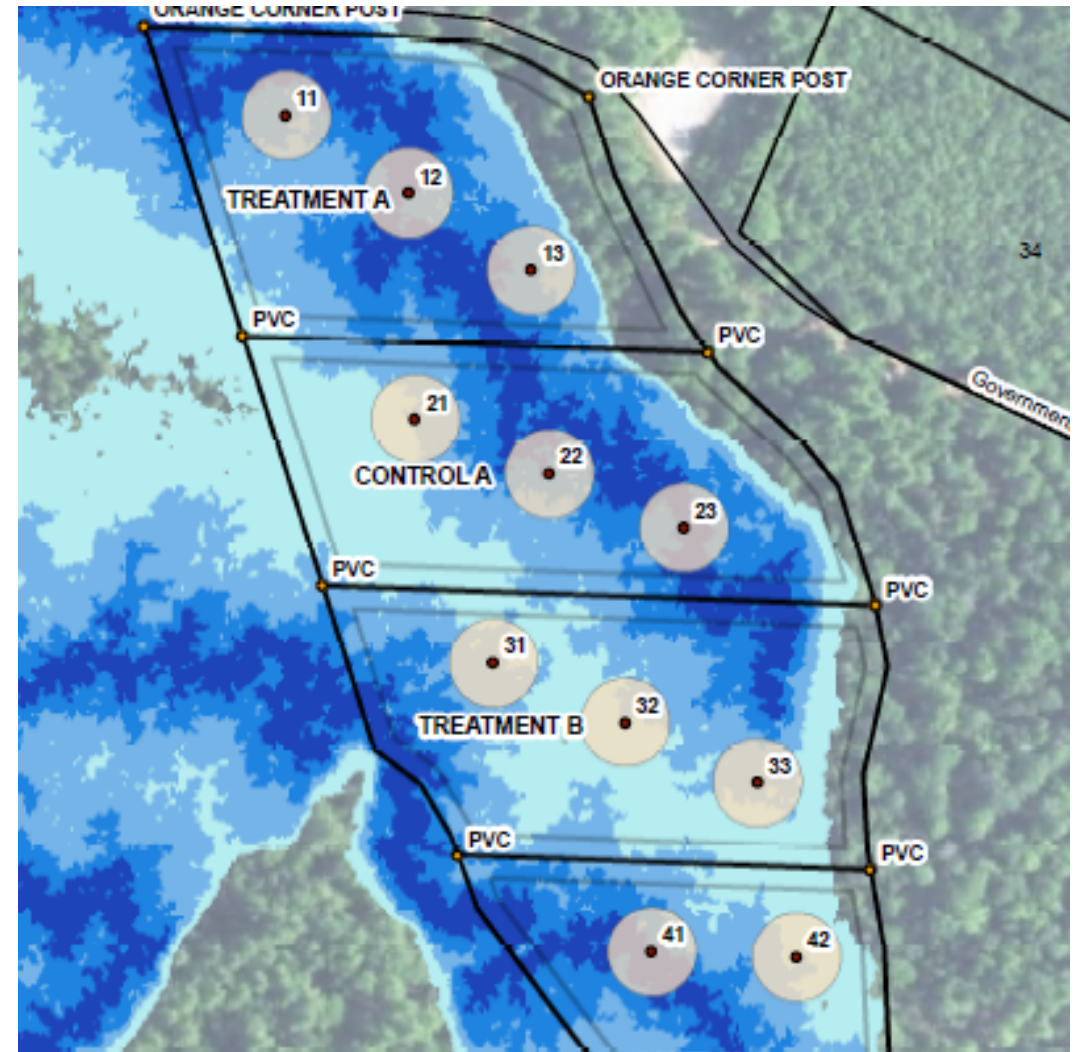 ORANGE CORNER POST
ORANGE CORNER POST
11
12
TREATMENT A
13
34
PVC
PVC
Government
21
22
CONTROL A
23
PVC
PVC
31
32
TREATMENT B
33
PVC
PVC
41
42